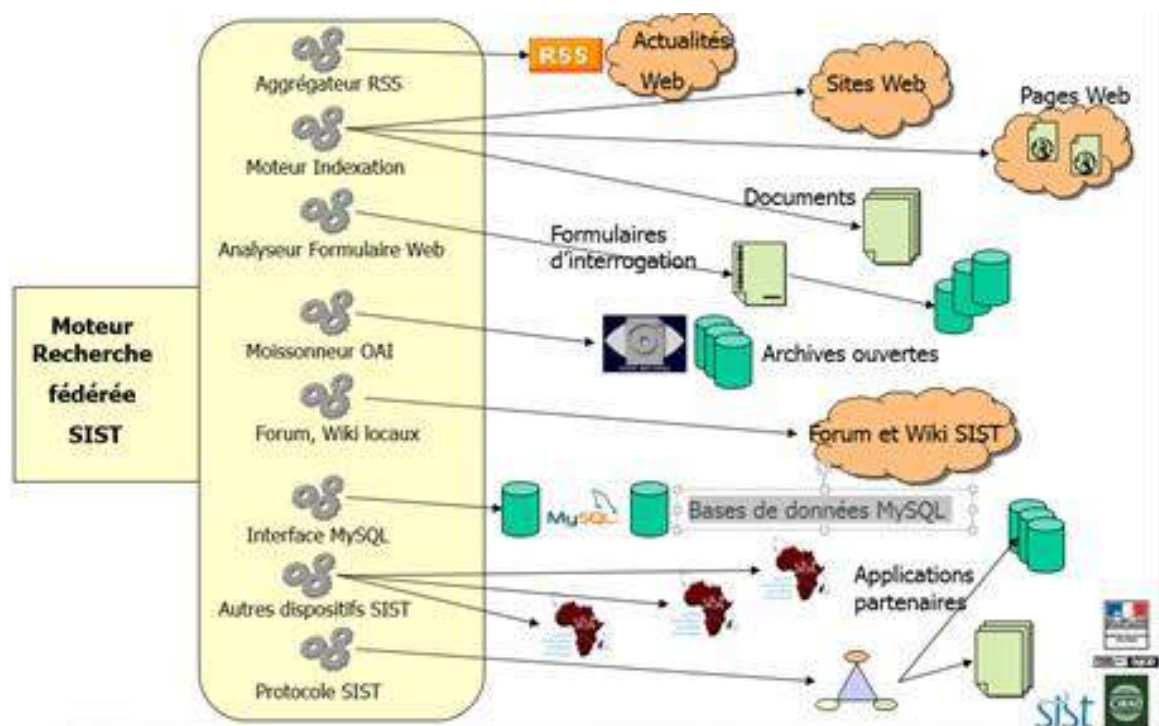 Moteur
Recherche
fédérée
SIST
Aggrégateur RSS
Moteur Indexation
Analyseur Formulaire Web
Moissonneur OAI
Forum, Wiki locaux
Interface MySQL
Autres dispositifs SIST
Protocole SIST
RSS
Actualités
Web
Sites Web
Pages Web
Documents
Formulaires
d'interrogation
Archives ouvertes
Forum et Wiki SIST
MySQL
Bases de données MySQL
Applications
partenaires
sist